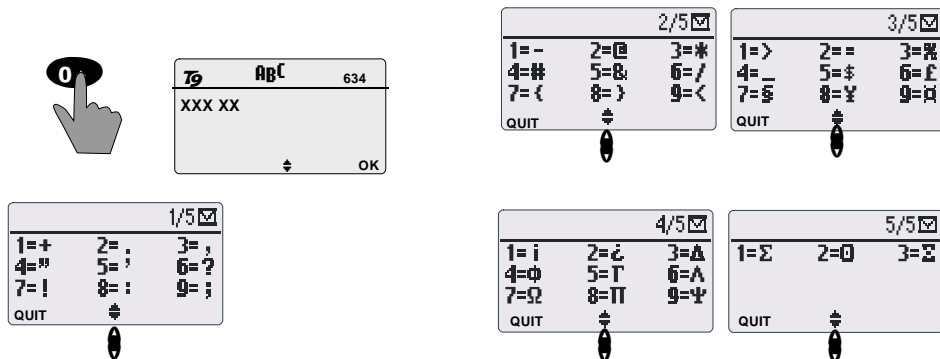 0
T9 ABC 634
XXX XX
OK
1/5
1=+ 2= . 3= ,
4=" 5= ' 6= ?
7= ! 8= : 9= ;
QUIT
2/5
1= - 2=@ 3=*
4=# 5=& 6= /
7= { 8= } 9=<
QUIT
3/5
1=> 2= = 3=%
4=_ 5=$ 6=£
7=§ 8=¥ 9=¤
QUIT
4/5
1= ¡ 2=¿ 3=Δ
4=Φ 5=Γ 6=Λ
7=Ω 8=Π 9=Ψ
QUIT
5/5
1=Σ 2=Θ 3=Ξ
QUIT